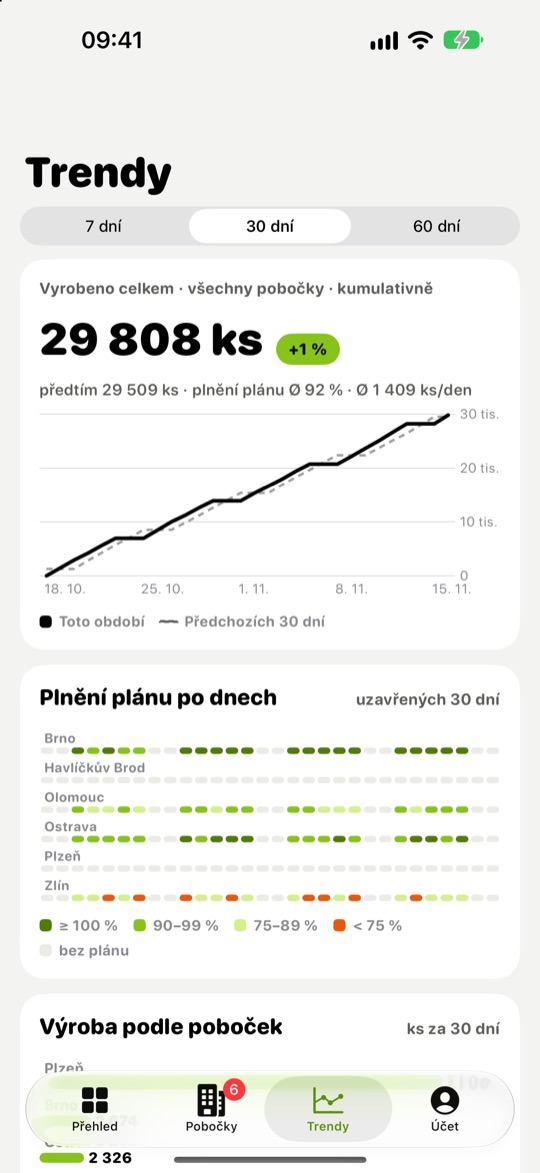 09:41
Trendy
7 dní 30 dní 60 dní
Vyrobeno celkem · všechny pobočky · kumulativně
29 808 ks +1 %
předtím 29 509 ks · plnění plánu Ø 92 % · Ø 1 409 ks/den
30 tis.
20 tis.
10 tis.
0
18. 10. 25. 10. 1. 11. 8. 11. 15. 11.
Toto období Předchozích 30 dní
Plnění plánu po dnech uzavřených 30 dní
Brno
Havlíčkův Brod
Olomouc
Ostrava
Plzeň
Zlín
≥ 100 % 90–99 % 75–89 % < 75 %
bez plánu
Výroba podle poboček ks za 30 dní
Plzeň
6
Přehled Pobočky Trendy Účet
2 326